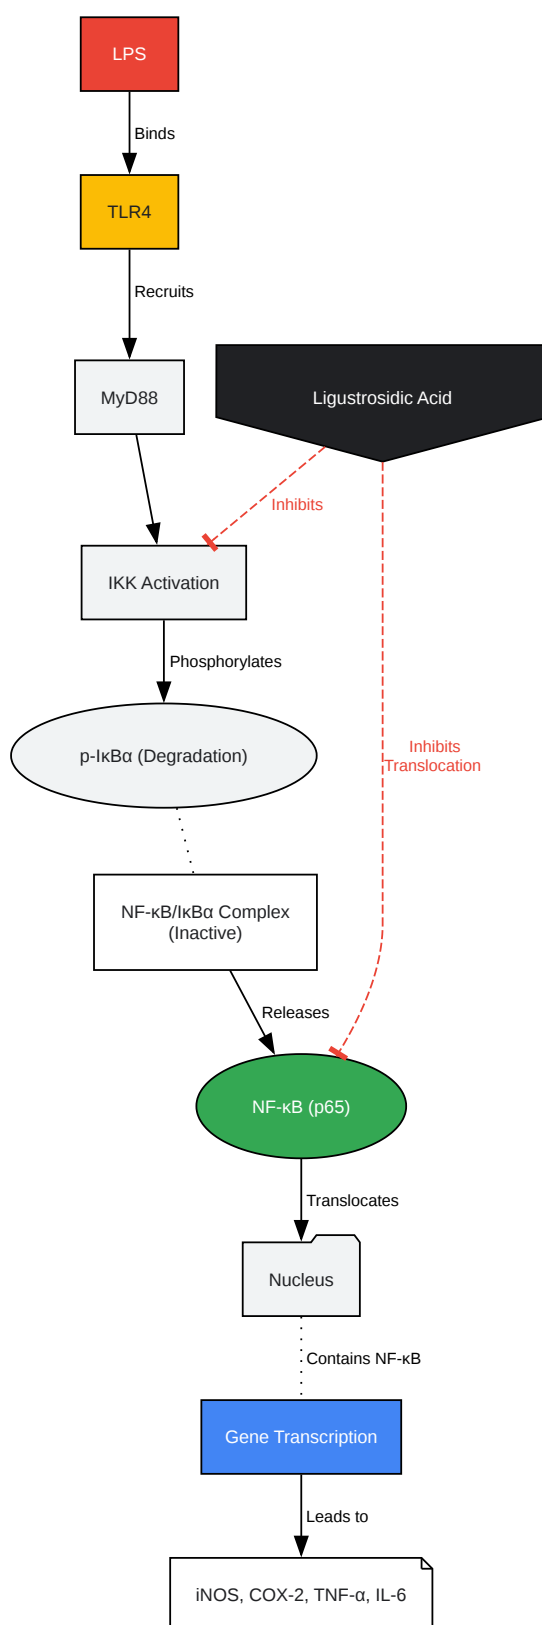 LPS
Binds
TLR4
Recruits
MyD88
Ligustrosidic Acid
Inhibits
IKK Activation
Phosphorylates
p-IκBα (Degradation)
Inhibits
Translocation
NF-κB/IκBα Complex
(Inactive)
Releases
NF-κB (p65)
Translocates
Nucleus
Contains NF-κB
Gene Transcription
Leads to
iNOS, COX-2, TNF-α, IL-6